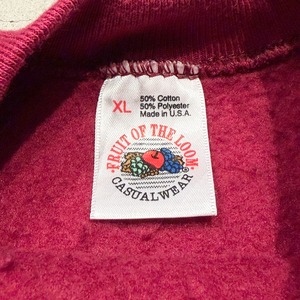 XL
50% Cotton
50% Polyester
Made in U.S.A.
FRUIT OF THE LOOM
CASUALWEAR